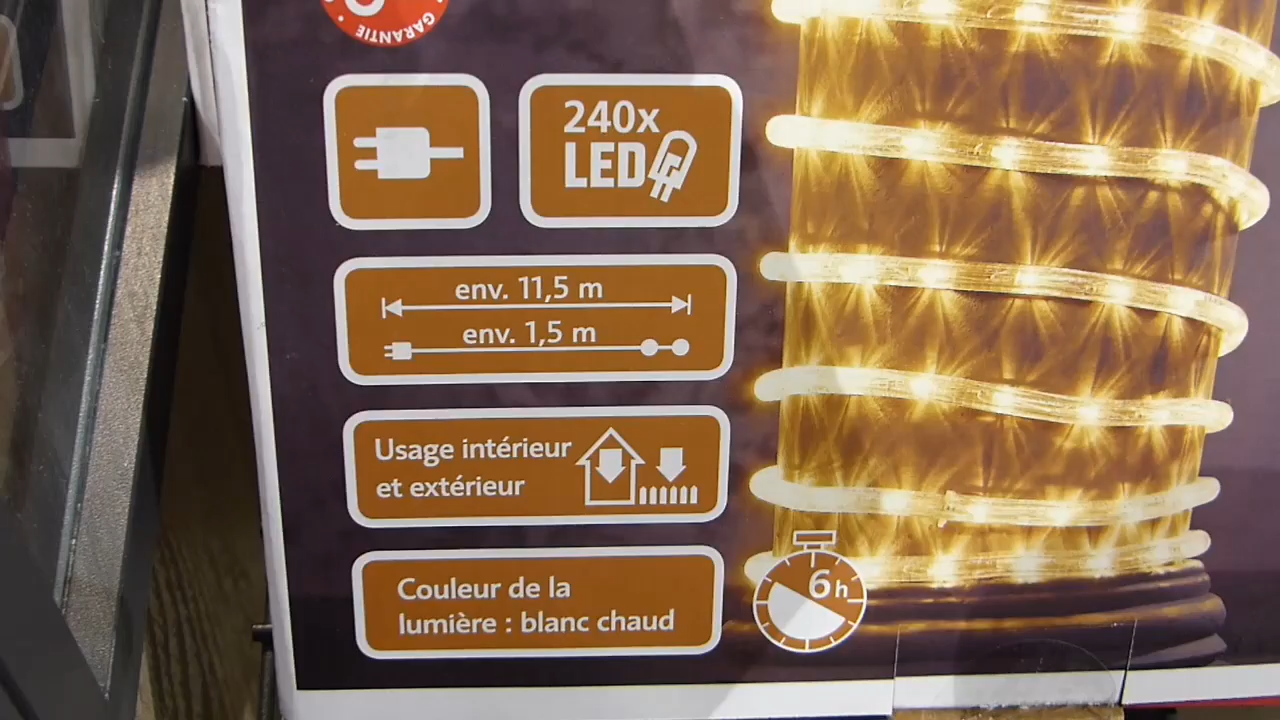 GARANTIE
240x
LED
env. 11,5 m
env. 1,5 m
Usage intérieur
et extérieur
Couleur de la
lumière : blanc chaud
6h